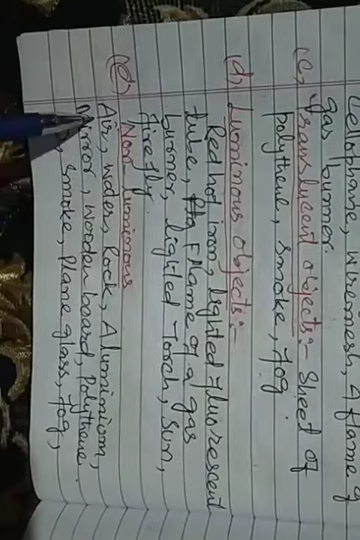 Cellophane, wiremesh, A flame of
gas burner.
(c) Translucent objects:- Sheet of
polythene, smoke, fog
(d) Luminous objects:-
Red hot iron, lighted fluorescent
tube, Flame of a gas
burner, lighted Torch, Sun,
firefly.
(e) Non-luminous
Air, water, Rock, Aluminiom,
Mirror, Wooden board, Polythene
smoke, Plane glass, Fog,